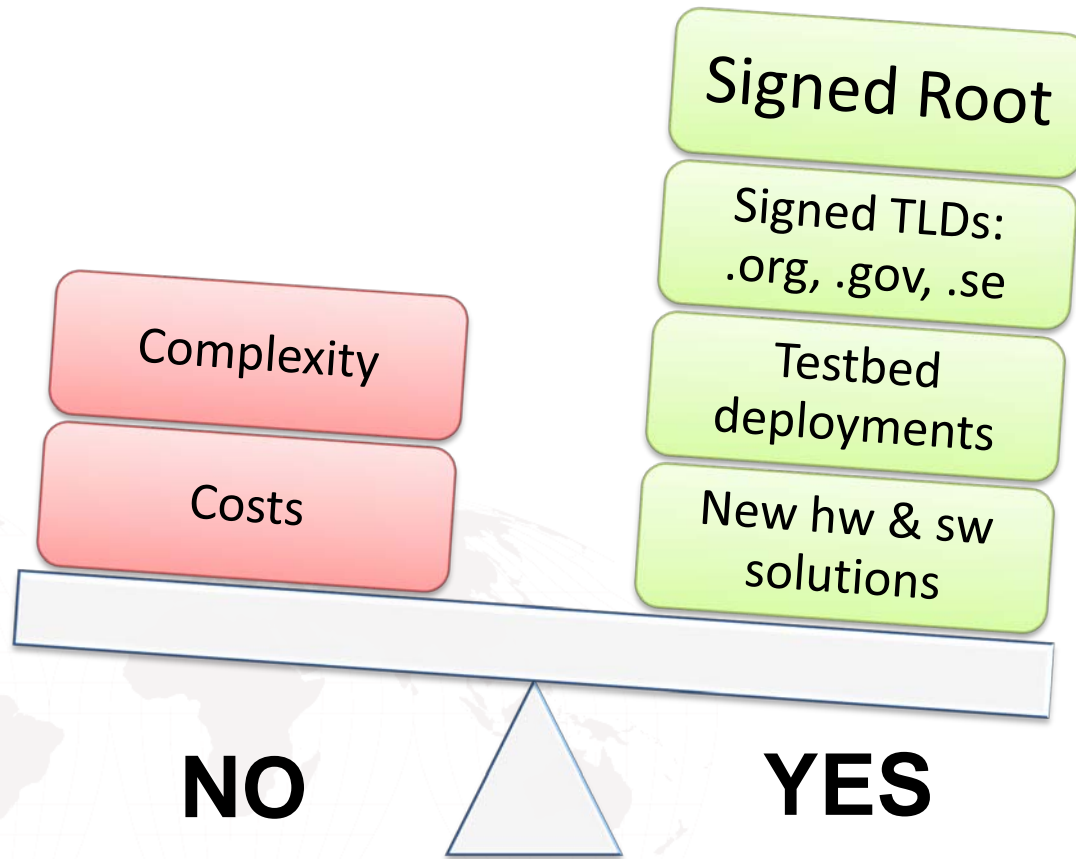 Complexity
Costs
NO
Signed Root
Signed TLDs:
.org, .gov, .se
Testbed
deployments
New hw & sw
solutions
YES